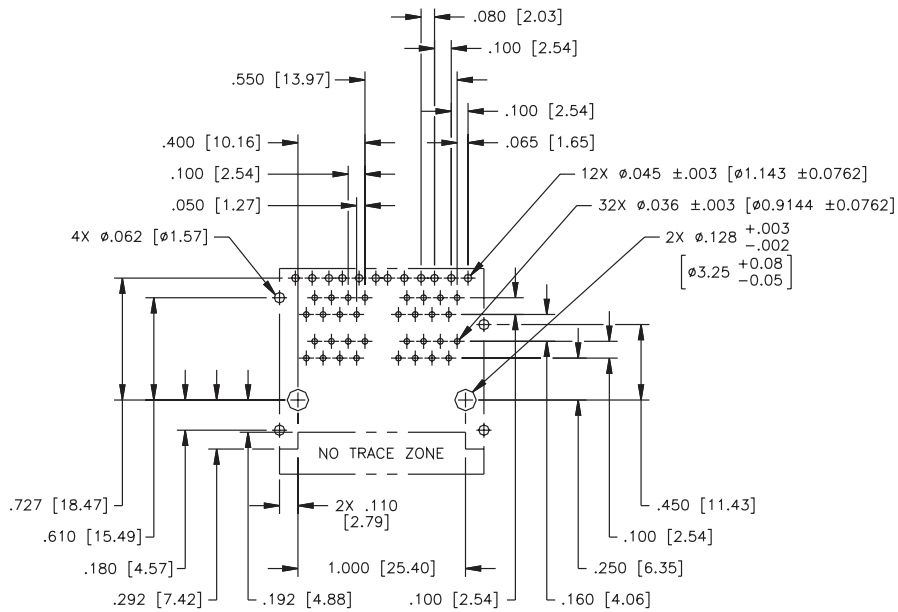 .080 [2.03]
.100 [2.54]
.550 [13.97]
.100 [2.54]
.400 [10.16]
.065 [1.65]
.100 [2.54]
12X ø.045 ±.003 [ø1.143 ±0.0762]
.050 [1.27]
32X ø.036 ±.003 [ø0.9144 ±0.0762]
4X ø.062 [ø1.57]
2X ø.128 +.003 -.002
[ø3.25 +0.08 -0.05]
NO TRACE ZONE
.727 [18.47]
2X .110
[2.79]
.450 [11.43]
.610 [15.49]
.100 [2.54]
.180 [4.57]
1.000 [25.40]
.250 [6.35]
.292 [7.42]
.192 [4.88]
.100 [2.54]
.160 [4.06]